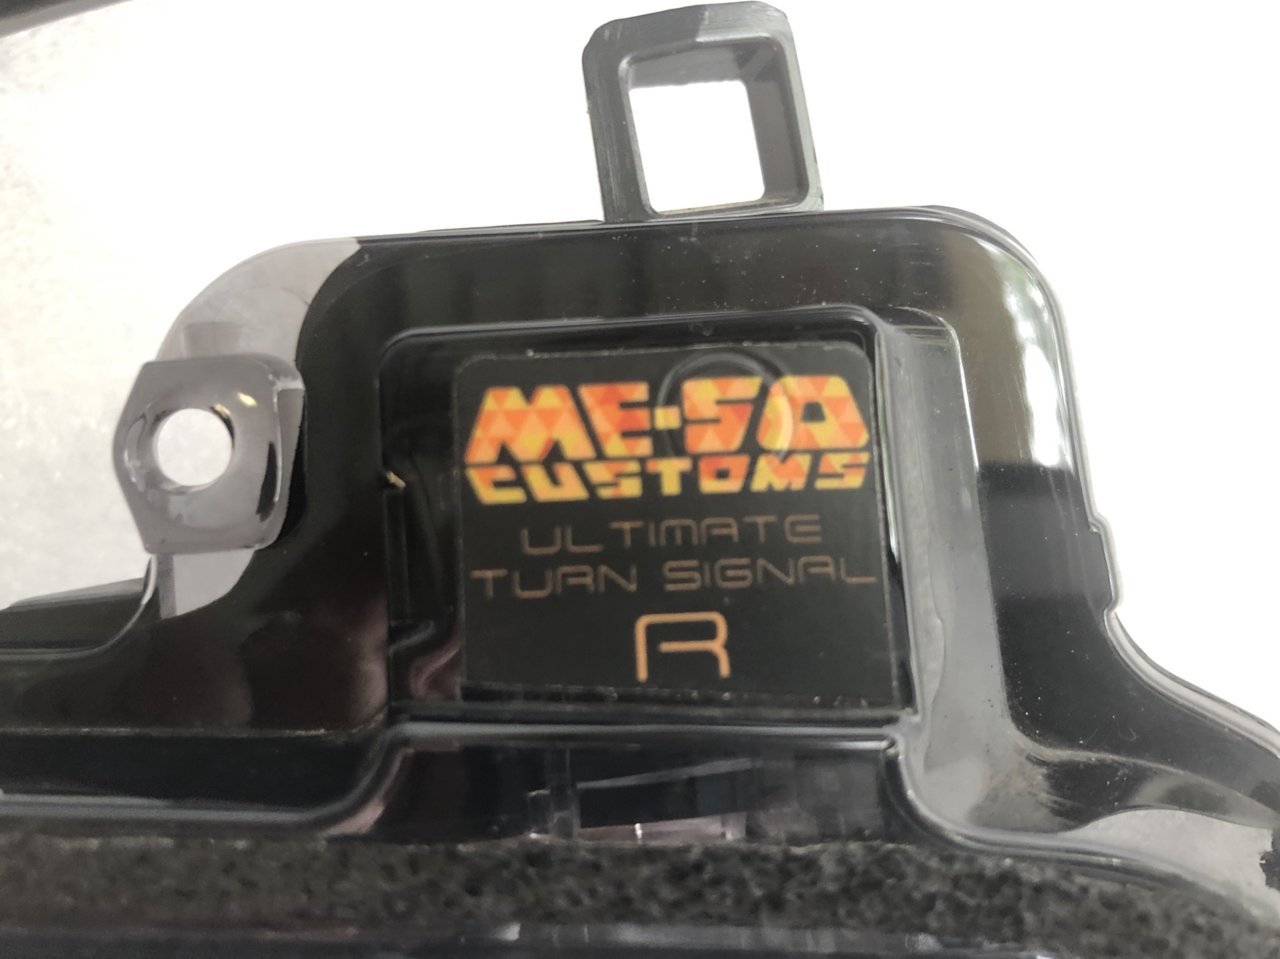 ME-SO
CUSTOMS
ULTIMATE
TURN SIGNAL
R